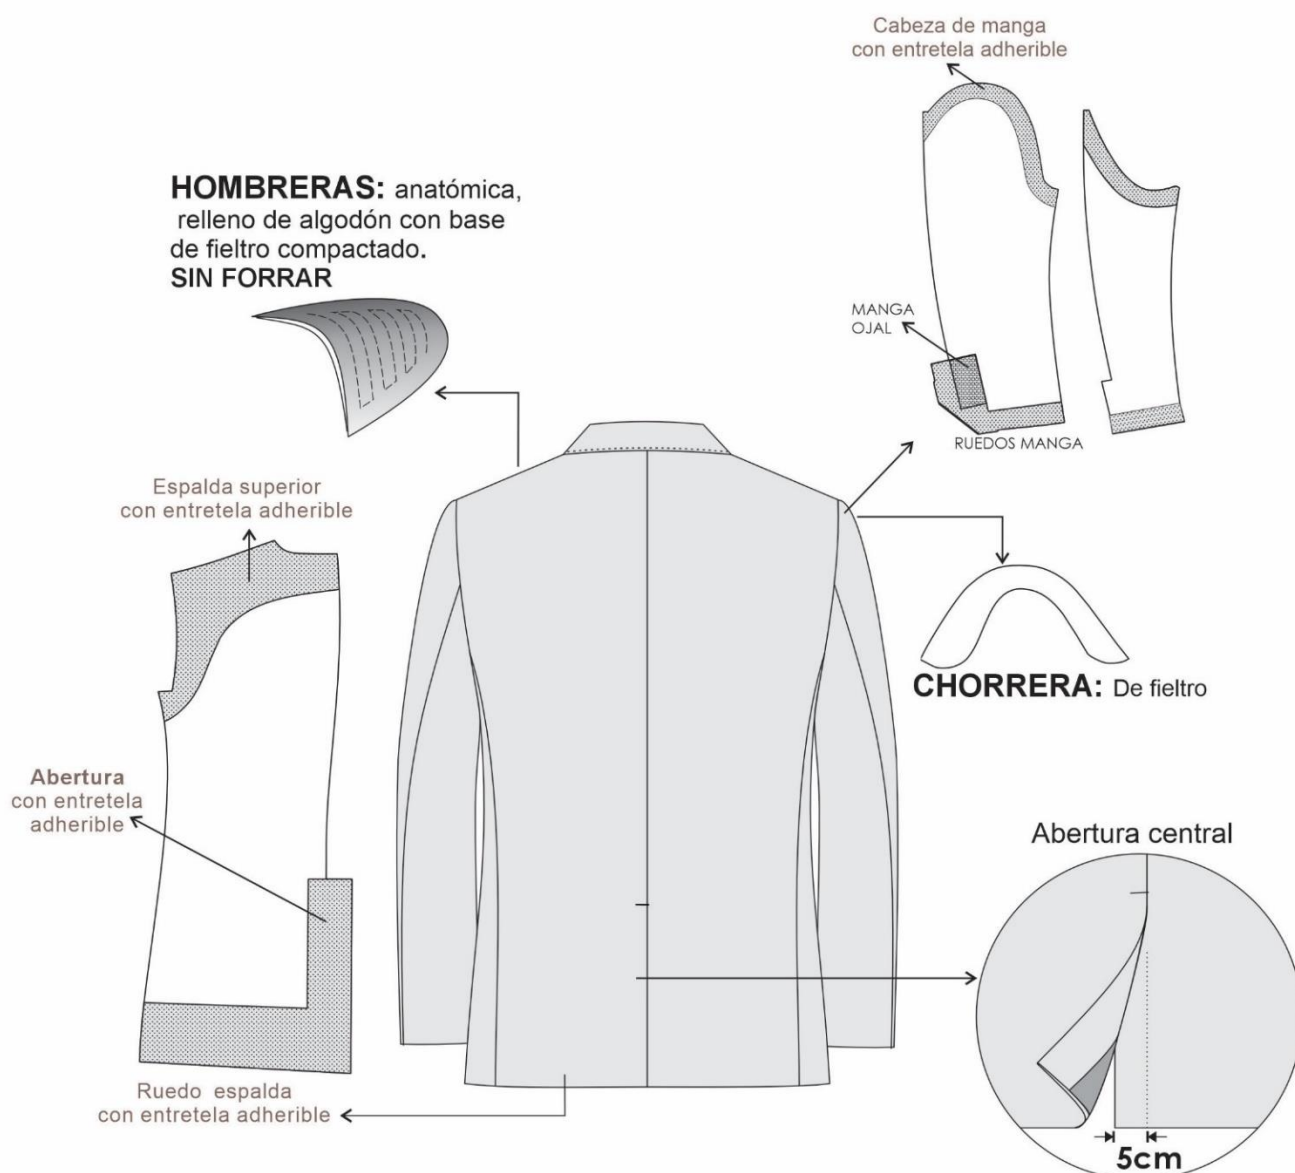 Cabeza de manga
con entretela adherible
HOMBRERAS: anatómica,
relleno de algodón con base
de fieltro compactado.
SIN FORRAR
MANGA
OJAL
RUEDOS MANGA
Espalda superior
con entretela adherible
CHORRERA: De fieltro
Abertura
con entretela
adherible
Abertura central
Ruedo espalda
con entretela adherible
5cm